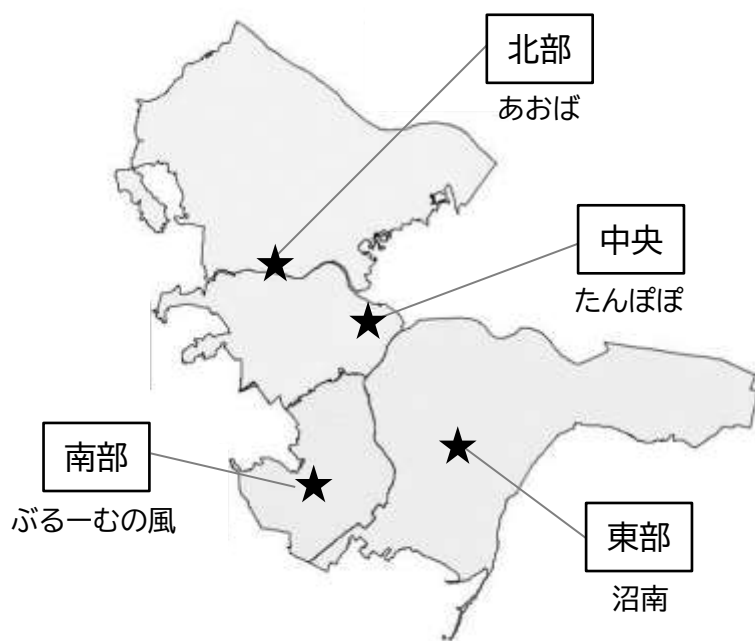 北部
あおば
中央
たんぽぽ
南部
ぶるーむの風
東部
沼南